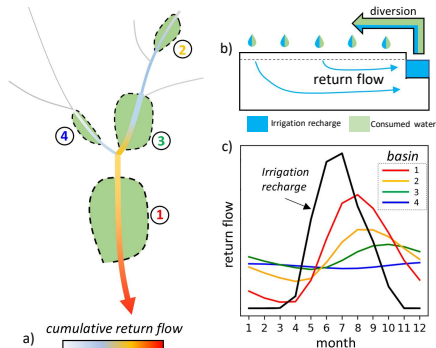 2
4
3
1
a)
cumulative return flow
diversion
b)
return flow
Irrigation recharge
Consumed water
c)
return flow
Irrigation
recharge
basin
1
2
3
4
1 2 3 4 5 6 7 8 9 10 11 12
month